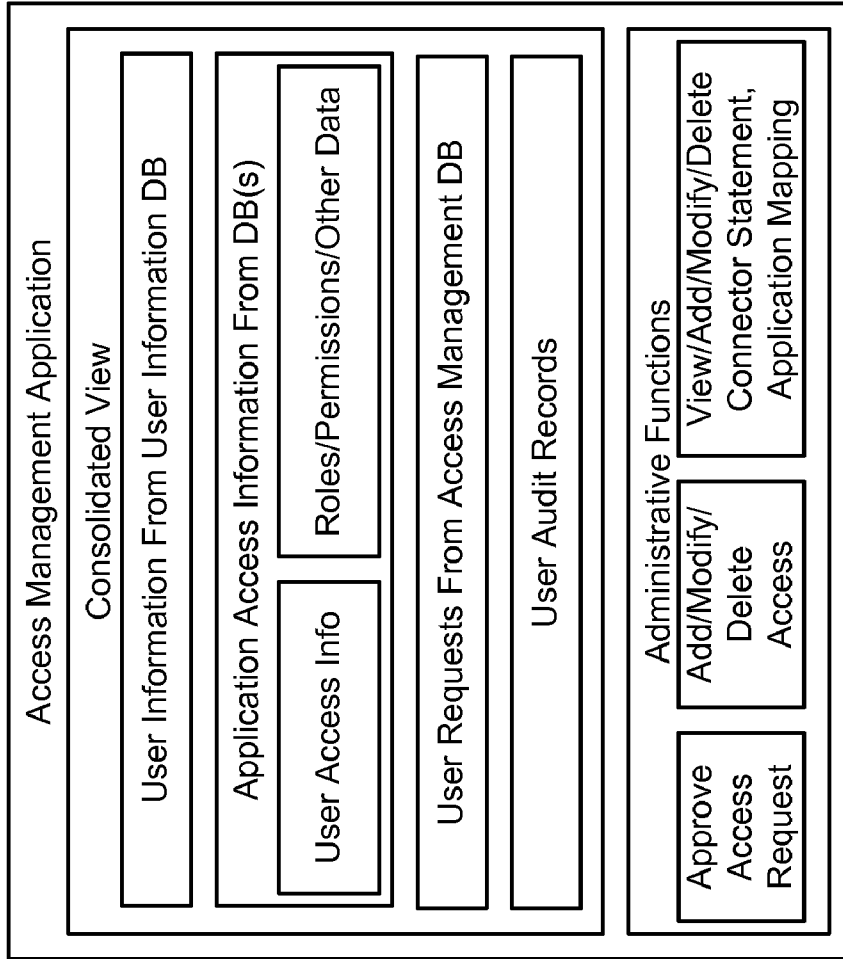 Access Management Application
Consolidated View
User Information From User Information DB
Application Access Information From DB(s)
User Access Info
Roles/Permissions/Other Data
User Requests From Access Management DB
User Audit Records
Administrative Functions
Approve
Access
Request
Add/Modify/
Delete
Access
View/Add/Modify/Delete
Connector Statement,
Application Mapping